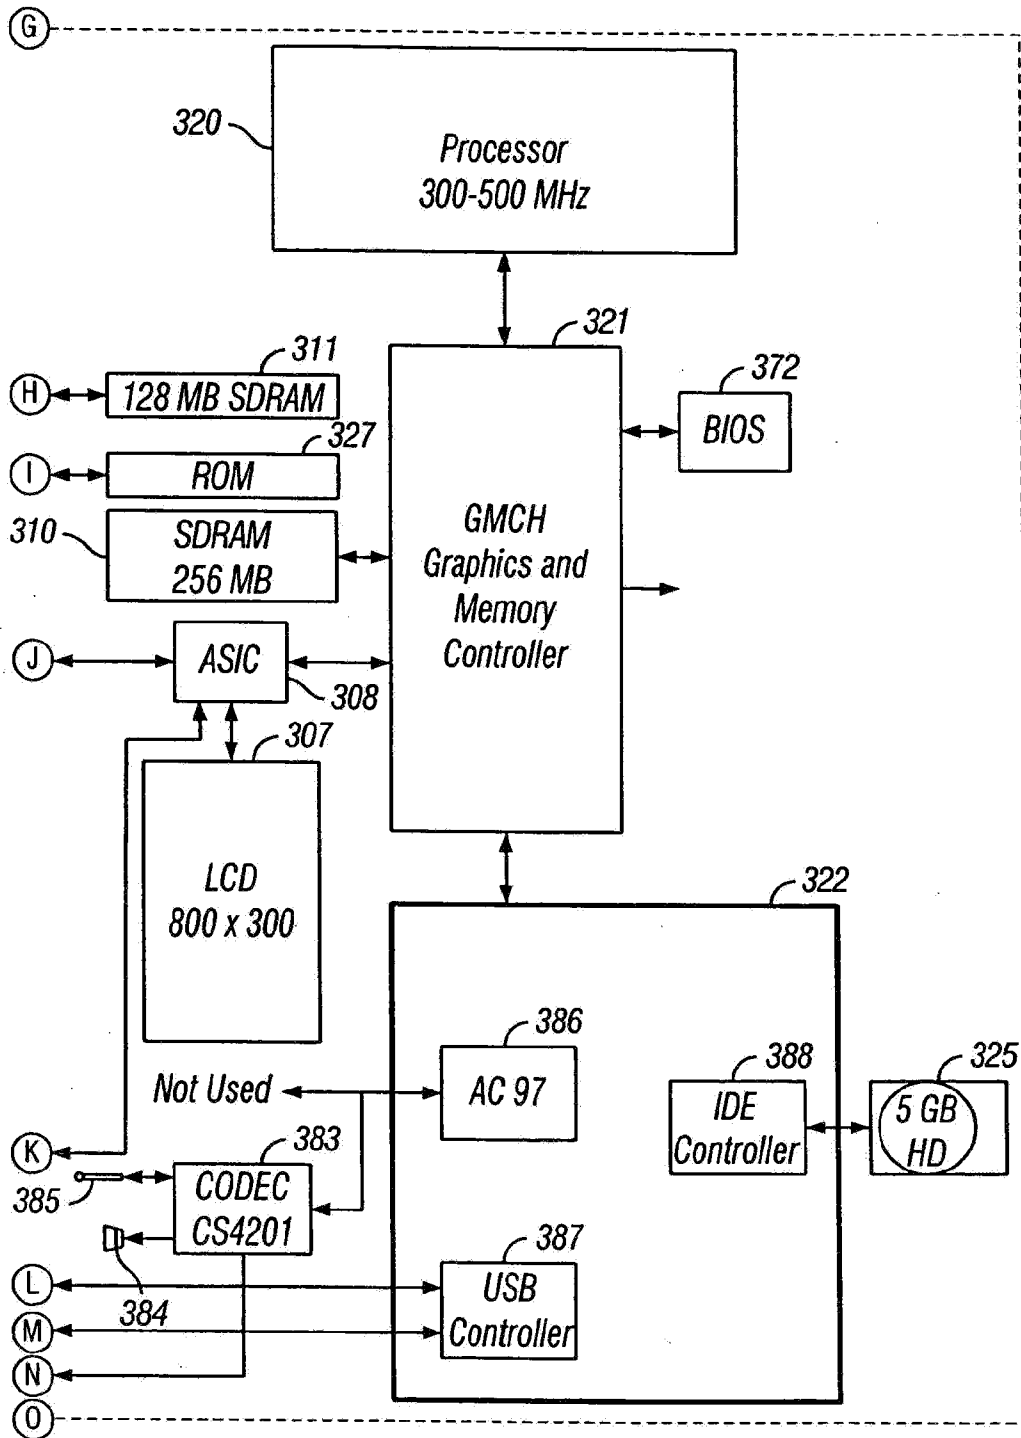 G
320
Processor
300-500 MHz
321
311
H
128 MB SDRAM
372
BIOS
327
I
ROM
310
SDRAM
256 MB
GMCH
Graphics and
Memory
Controller
J
ASIC
308
307
LCD
800 x 300
322
386
AC 97
Not Used
388
IDE
Controller
325
5 GB
HD
K
383
385
CODEC
CS4201
384
387
USB
Controller
L
M
N
O